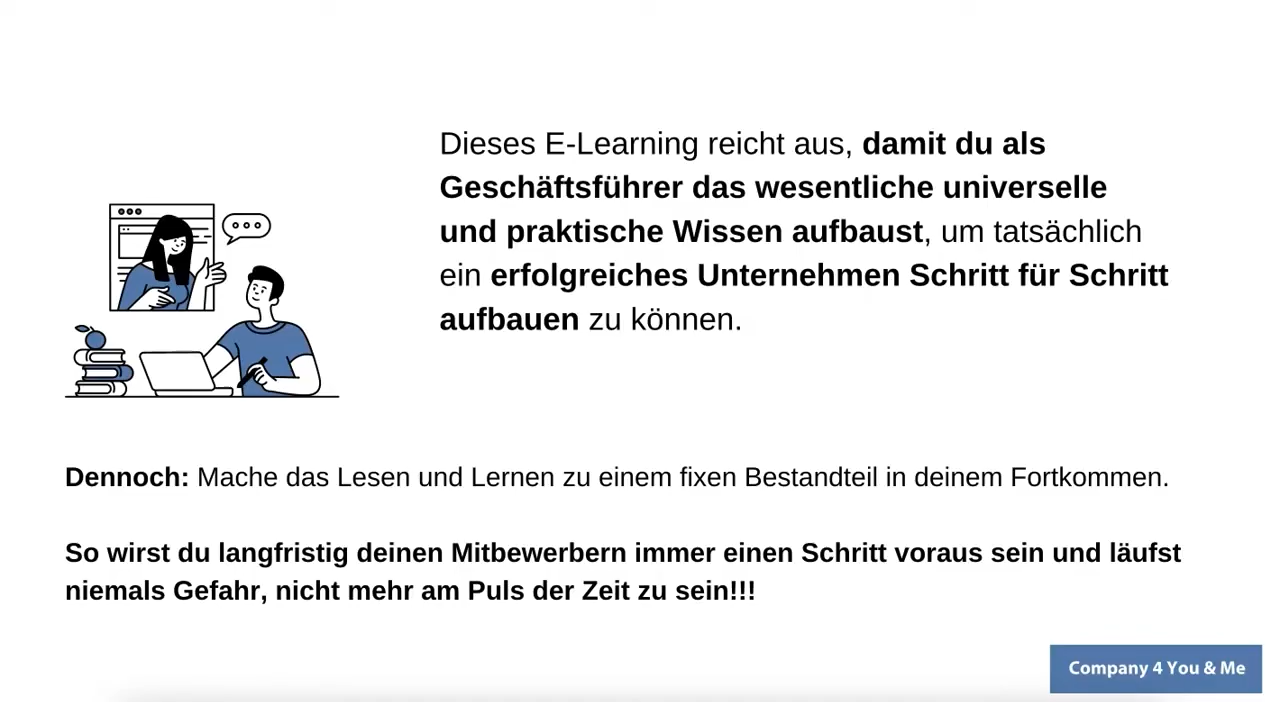 Dieses E-Learning reicht aus, damit du als
Geschäftsführer das wesentliche universelle
und praktische Wissen aufbaust, um tatsächlich
ein erfolgreiches Unternehmen Schritt für Schritt
aufbauen zu können.
Dennoch: Mache das Lesen und Lernen zu einem fixen Bestandteil in deinem Fortkommen.
So wirst du langfristig deinen Mitbewerbern immer einen Schritt voraus sein und läufst
niemals Gefahr, nicht mehr am Puls der Zeit zu sein!!!
Company 4 You & Me